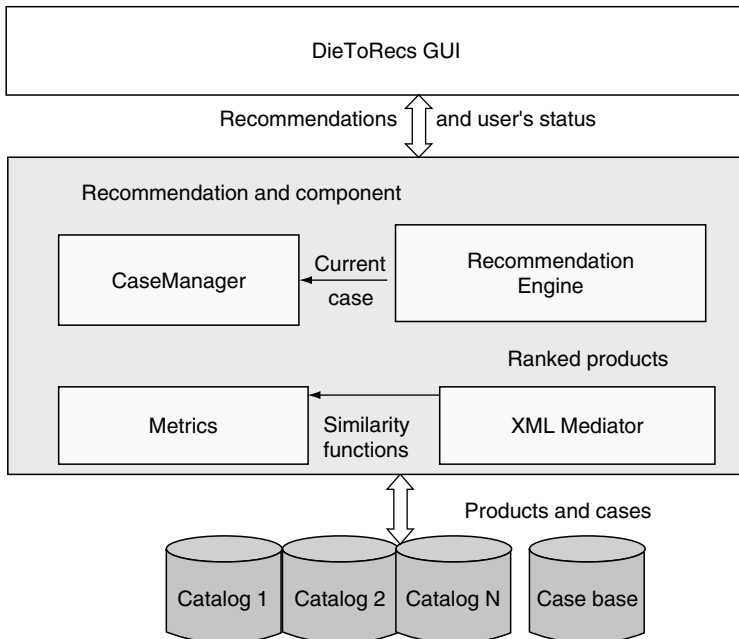 DieToRecs GUI
Recommendations and user's status
Recommendation and component
CaseManager
Current
case
Recommendation
Engine
Ranked products
Metrics
Similarity
functions
XML Mediator
Products and cases
Catalog 1
Catalog 2
Catalog N
Case base